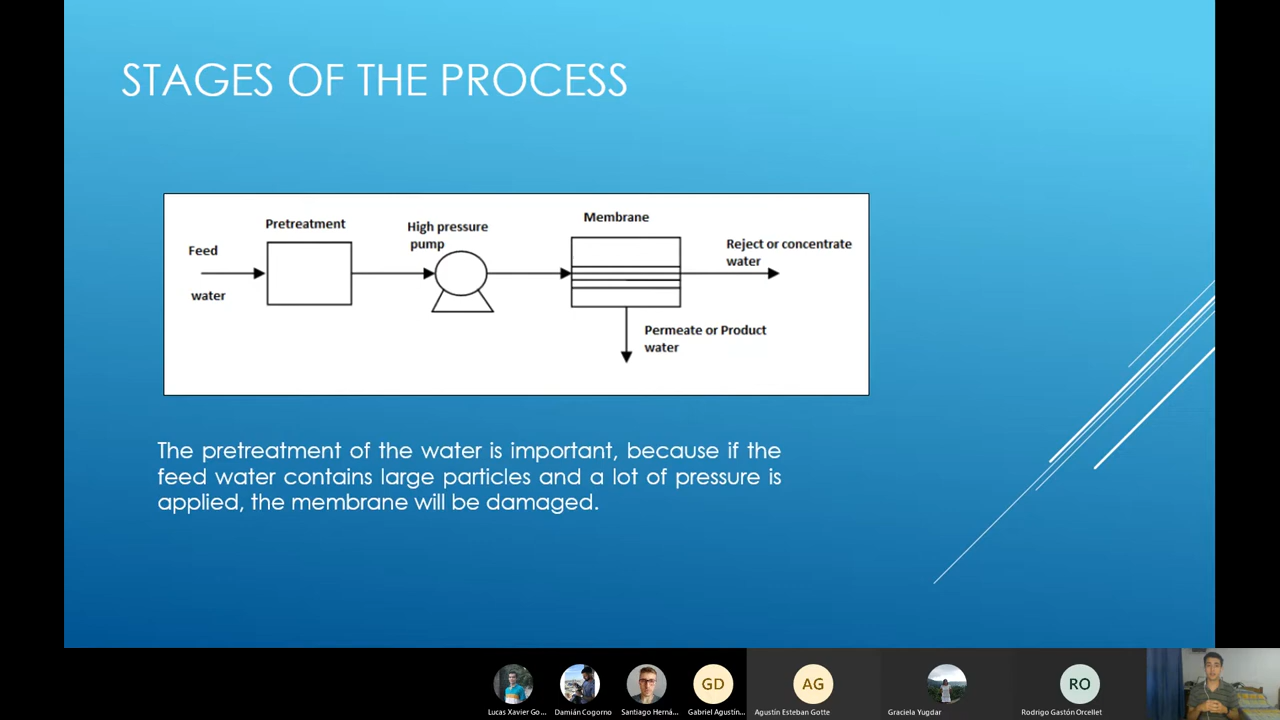 STAGES OF THE PROCESS
Pretreatment
High pressure
pump
Membrane
Feed
water
Reject or concentrate
water
Permeate or Product
water
The pretreatment of the water is important, because if the
feed water contains large particles and a lot of pressure is
applied, the membrane will be damaged.
GD
AG
RO
Lucas Xavier Go...
Damián Cogorno
Santiago Herná...
Gabriel Agustín...
Agustín Esteban Gotte
Graciela Yugdar
Rodrigo Gastón Orcellet